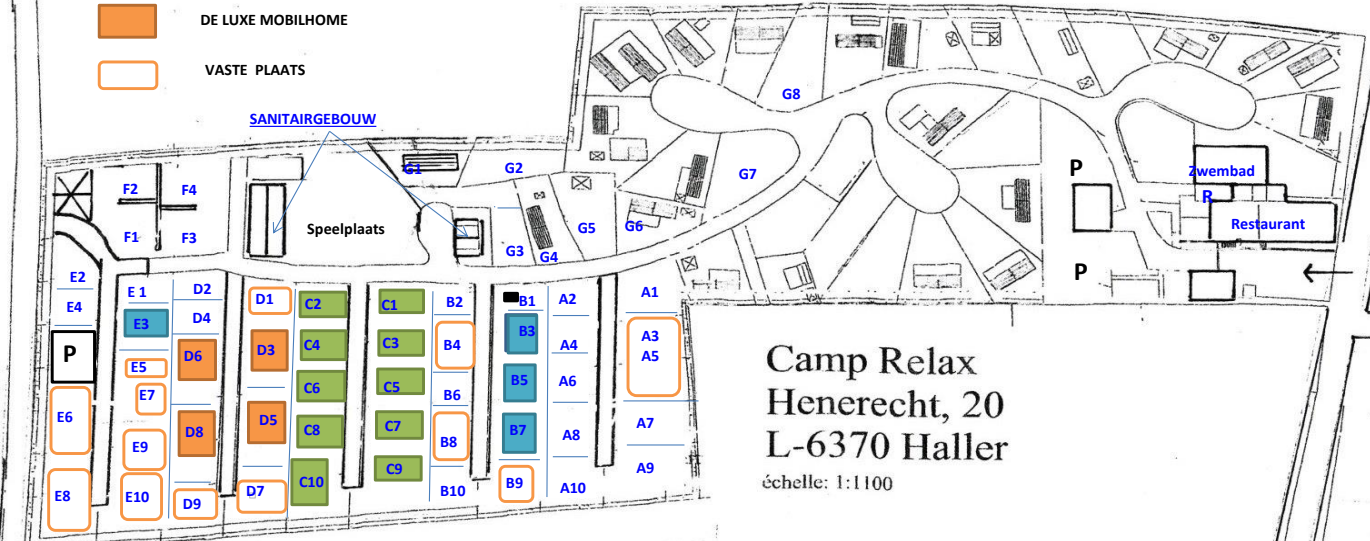 DE LUXE MOBILHOME
VASTE PLAATS
SANITAIRGEBOUW
G8
G1
G2
G7
P
Zwembad
R
F2
F4
F1
F3
Speelplaats
G3
G4
G5
G6
Restaurant
P
E2
E4
E 1
D2
D4
D1
C2
C1
B2
B1
A2
A1
E3
D6
D3
C4
C3
B4
B3
A4
A3
A5
P
E5
E7
C6
C5
B6
B5
A6
E6
E9
D8
D5
C8
C7
B8
B7
A8
A7
E8
E10
D9
D7
C10
C9
B10
B9
A10
A9
Camp Relax
Henerecht, 20
L-6370 Haller
échelle: 1:1100